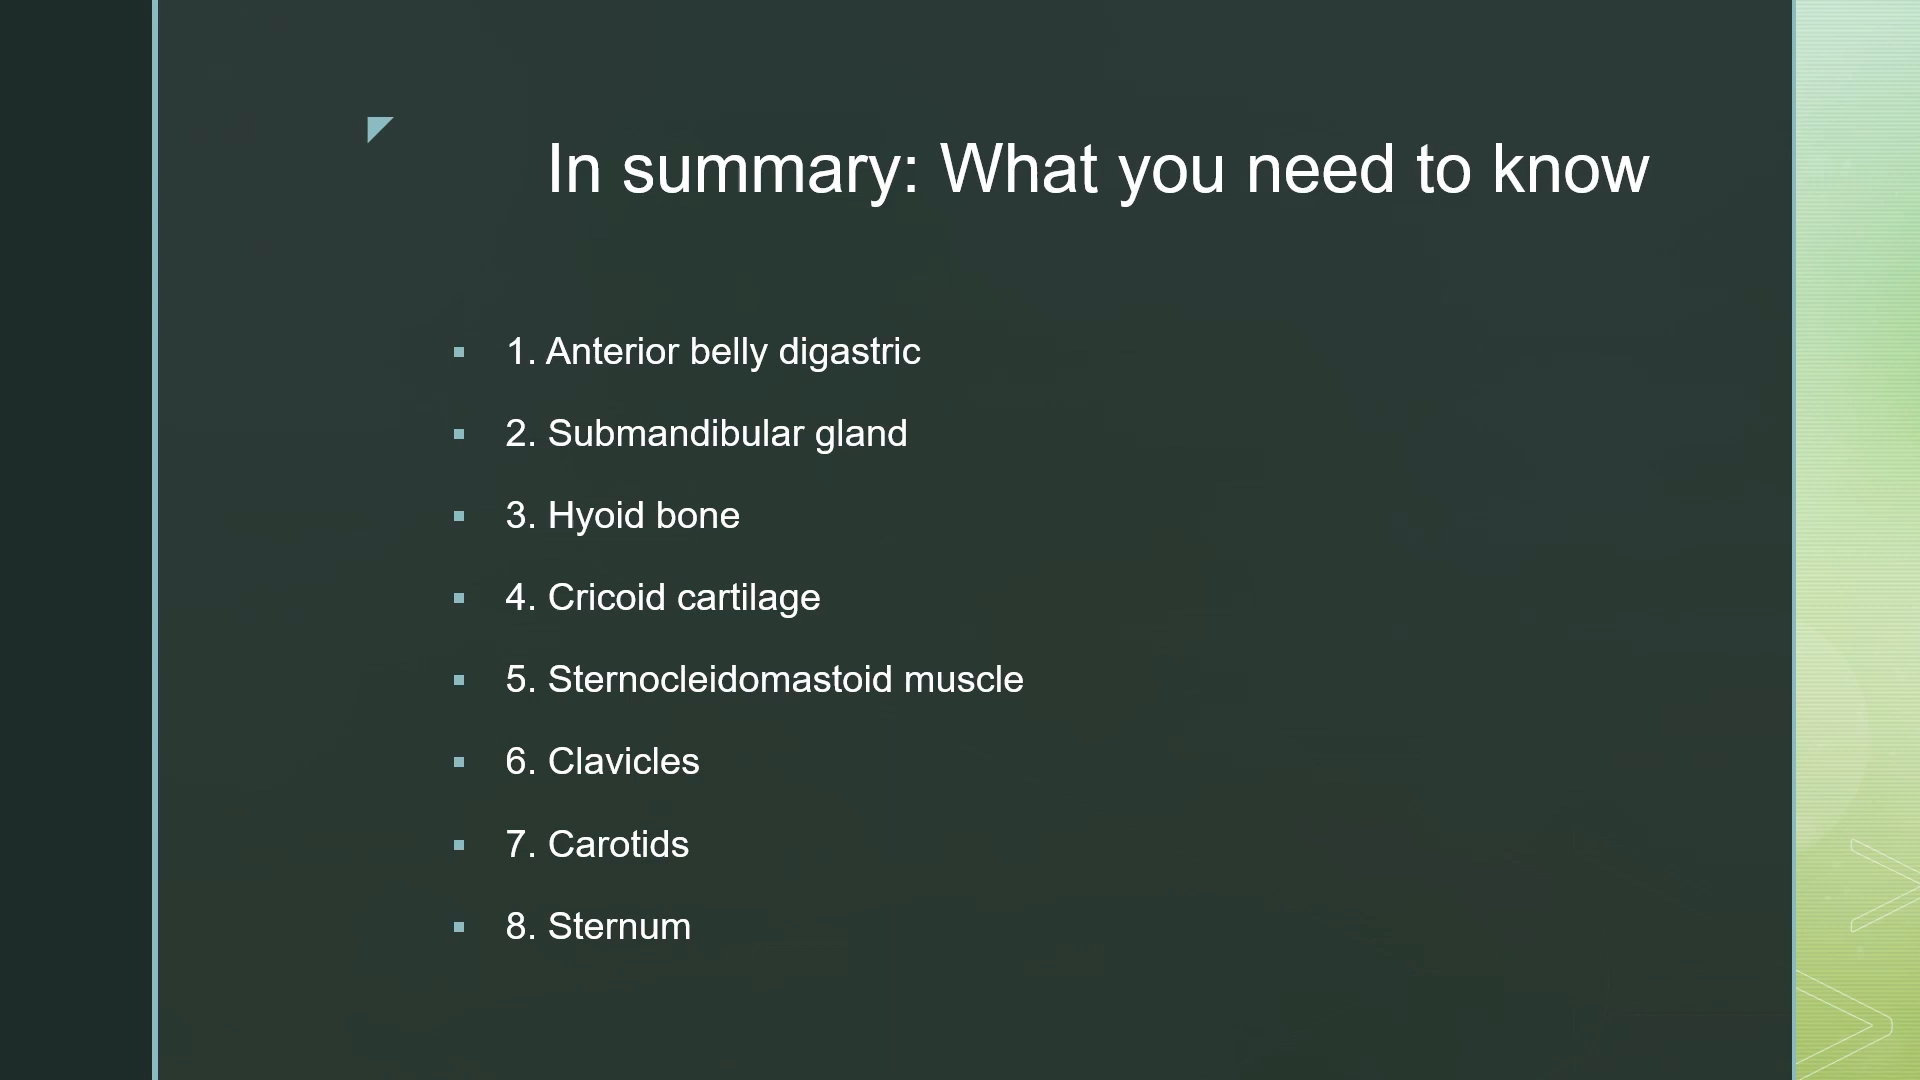 In summary: What you need to know
1. Anterior belly digastric
2. Submandibular gland
3. Hyoid bone
4. Cricoid cartilage
5. Sternocleidomastoid muscle
6. Clavicles
7. Carotids
8. Sternum